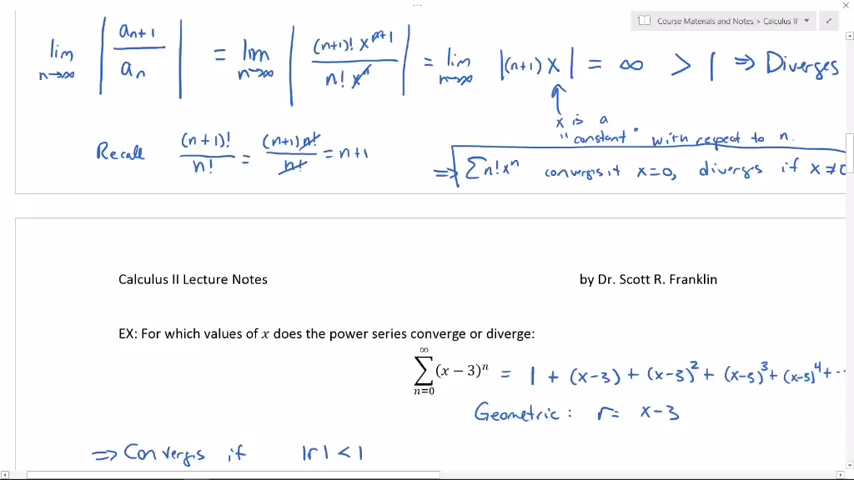 Course Materials and Notes > Calculus II
lim n→∞ | a_{n+1} / a_n | = lim n→∞ | (n+1)! x^{n+1} / n! x^n | = lim n→∞ |(n+1) x| = ∞ > 1 ⇒ Diverges
x is a
"constant" with respect to n.
Recall (n+1)! / n! = (n+1) n! / n! = n+1
⇒ ∑ n! x^n converges if x=0, diverges if x≠0
Calculus II Lecture Notes by Dr. Scott R. Franklin
EX: For which values of x does the power series converge or diverge:
∞ ∑ n=0 (x − 3)^n = 1 + (x-3) + (x-3)^2 + (x-3)^3 + (x-3)^4 + ...
Geometric: r = x-3
⇒ Converges if |r| < 1